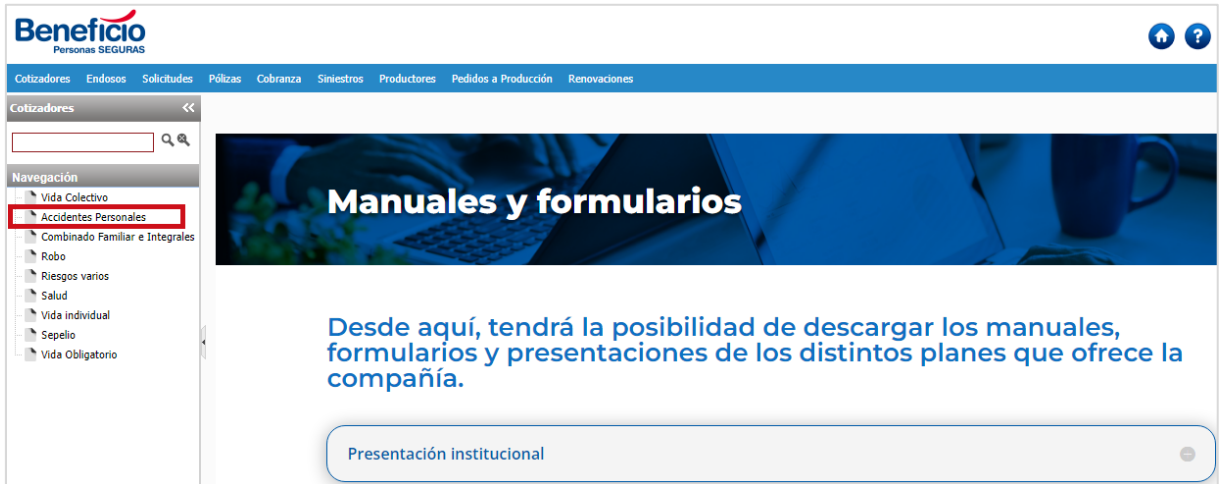 Beneficio
Personas SEGURAS
?
Cotizadores Endosos Solicitudes Pólizas Cobranza Siniestros Productores Pedidos a Producción Renovaciones
Cotizadores
Navegación
Vida Colectivo
Accidentes Personales
Combinado Familiar e Integrales
Robo
Riesgos varios
Salud
Vida individual
Sepelio
Vida Obligatorio
Manuales y formularios
Desde aquí, tendrá la posibilidad de descargar los manuales,
formularios y presentaciones de los distintos planes que ofrece la
compañía.
Presentación institucional